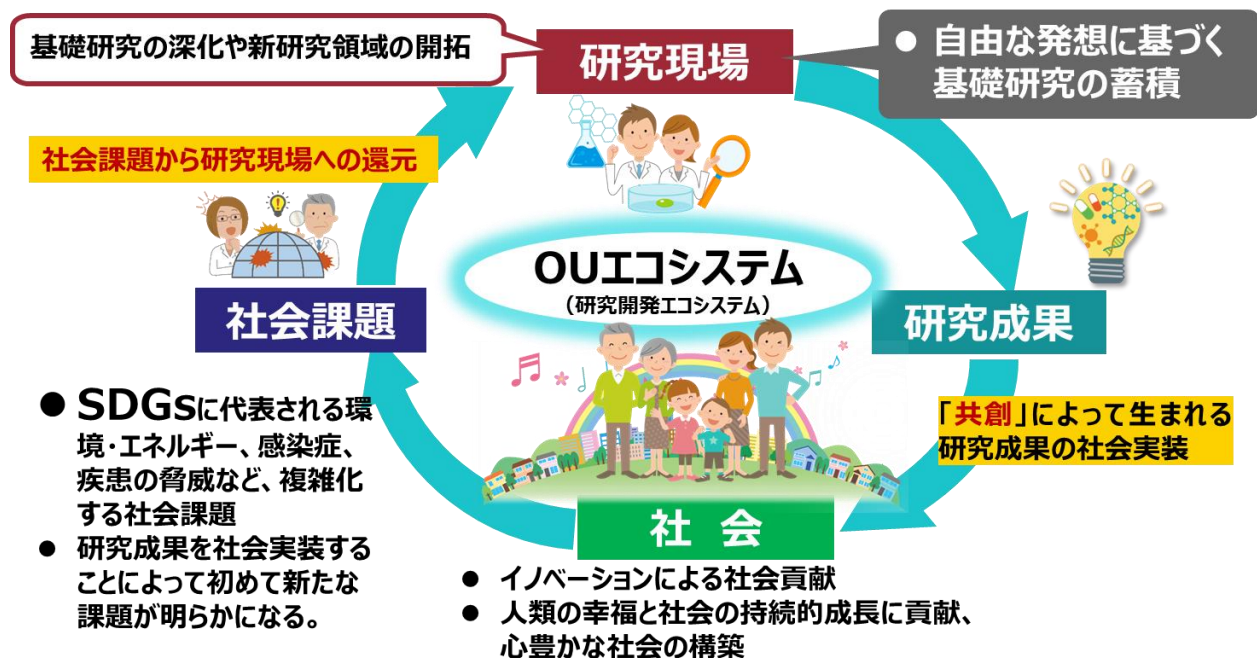 基礎研究の深化や新研究領域の開拓
研究現場
● 自由な発想に基づく
基礎研究の蓄積
社会課題から研究現場への還元
OUエコシステム
（研究開発エコシステム）
社会課題
研究成果
● SDGsに代表される環
境・エネルギー、感染症、
疾患の脅威など、複雑化
する社会課題
● 研究成果を社会実装する
ことによって初めて新たな
課題が明らかになる。
「共創」によって生まれる
研究成果の社会実装
社 会
● イノベーションによる社会貢献
● 人類の幸福と社会の持続的成長に貢献、
心豊かな社会の構築